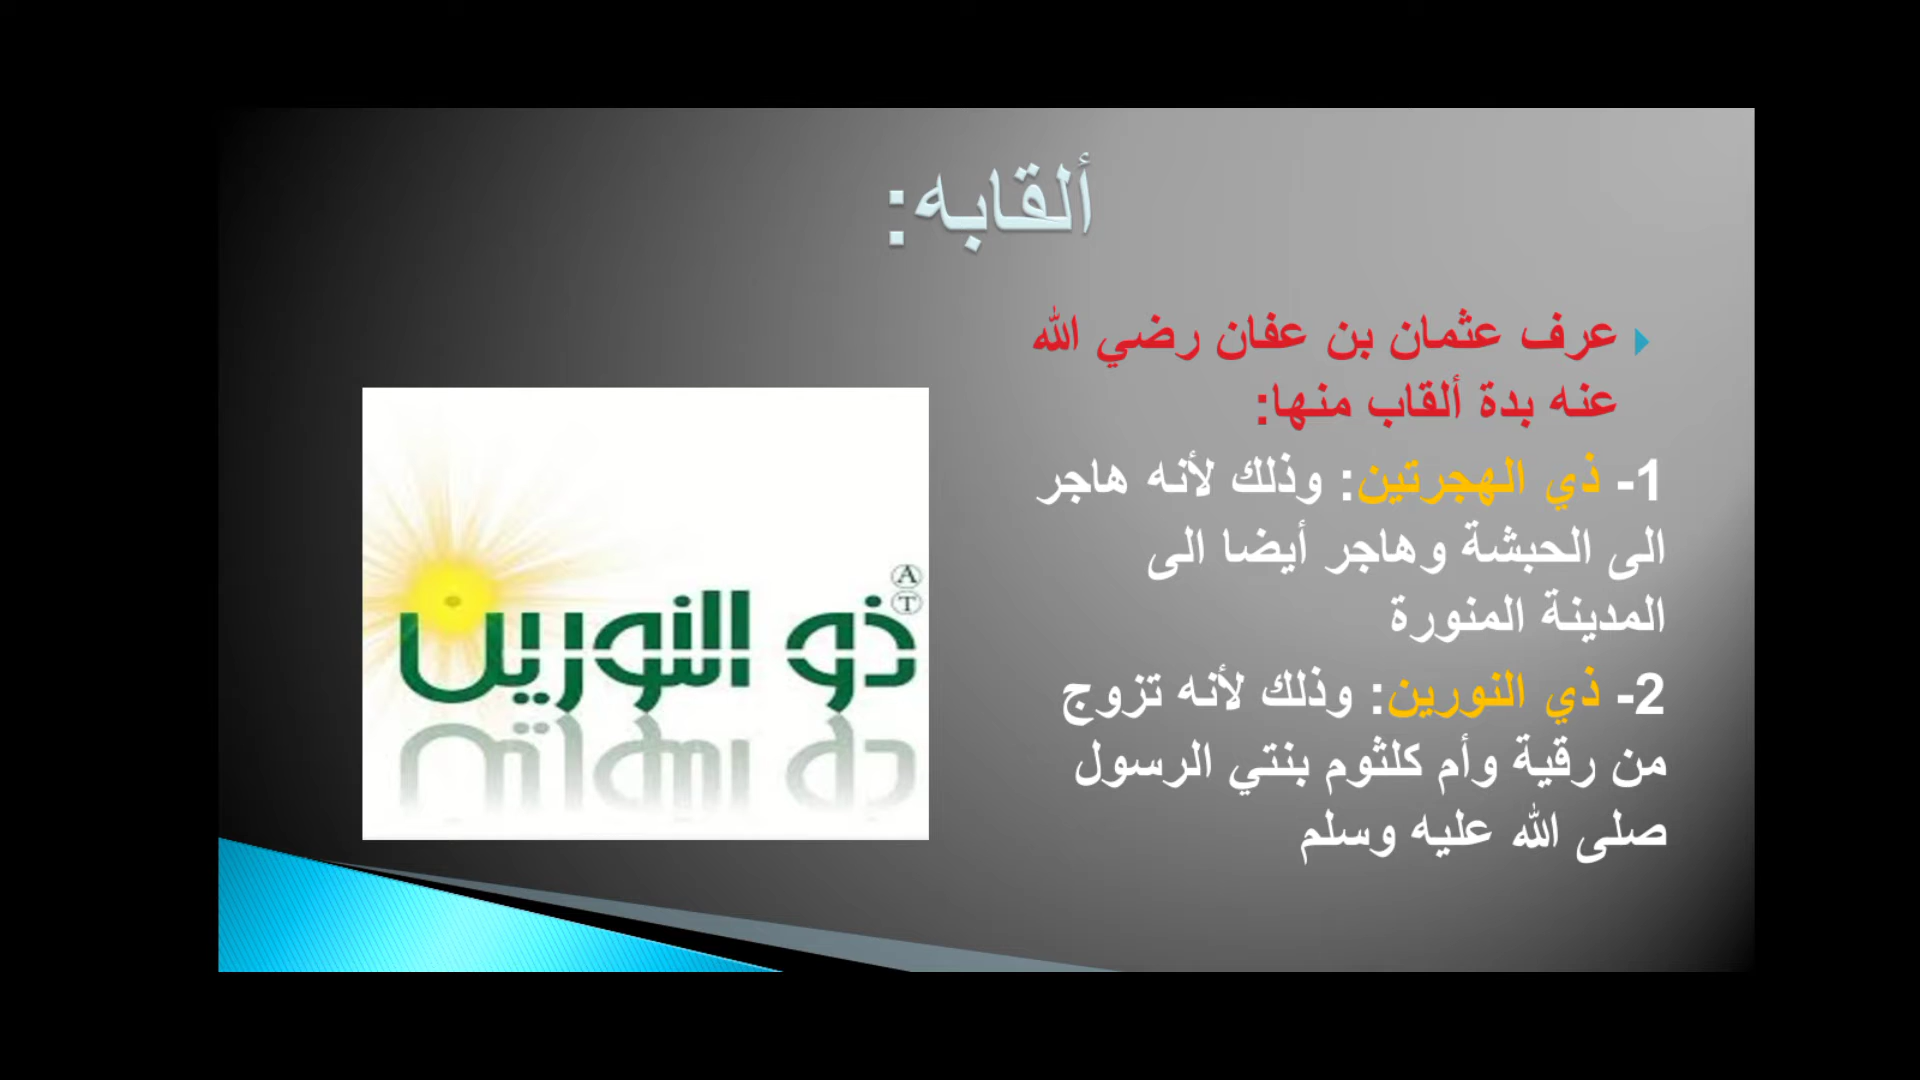 ألقابه:
عرف عثمان بن عفان رضي الله
عنه بدة ألقاب منها:
1- ذي الهجرتين: وذلك لأنه هاجر
الى الحبشة وهاجر أيضا الى
المدينة المنورة
2- ذي النورين: وذلك لأنه تزوج
من رقية وأم كلثوم بنتي الرسول
صلى الله عليه وسلم
ذو النورين
A
T